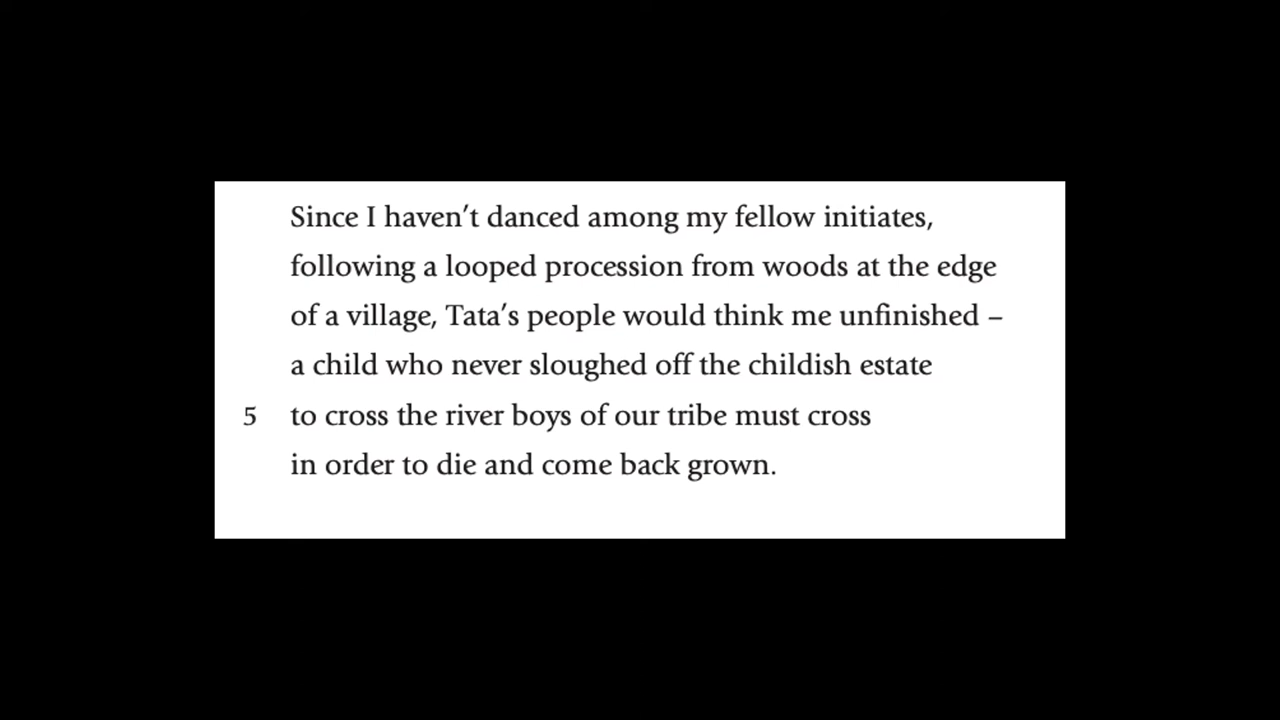 Since I haven’t danced among my fellow initiates,
following a looped procession from woods at the edge
of a village, Tata’s people would think me unfinished –
a child who never sloughed off the childish estate
5 to cross the river boys of our tribe must cross
in order to die and come back grown.